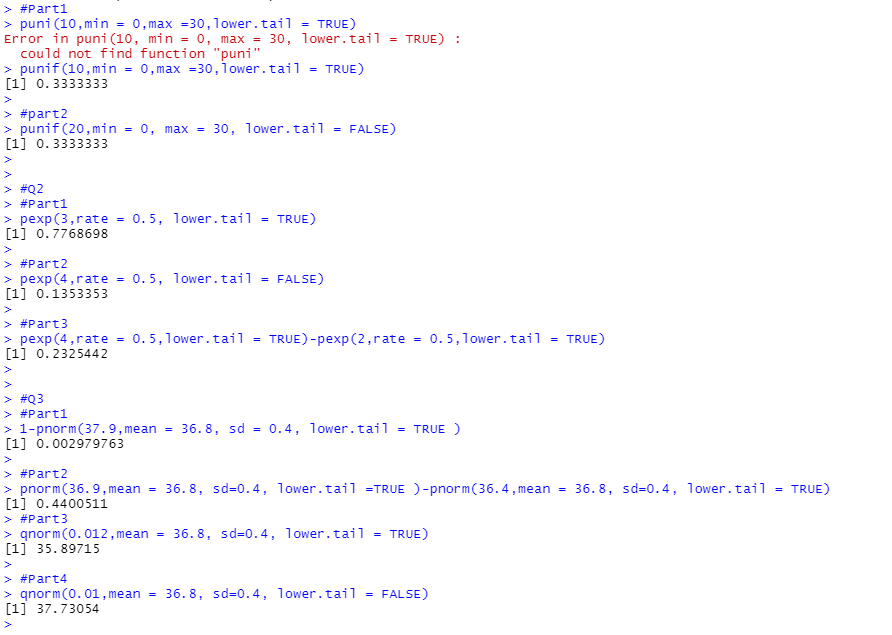 > #Part1
> puni(10,min = 0,max =30,lower.tail = TRUE)
Error in puni(10, min = 0, max = 30, lower.tail = TRUE) :
  could not find function "puni"
> punif(10,min = 0,max =30,lower.tail = TRUE)
[1] 0.3333333
>
> #part2
> punif(20,min = 0, max = 30, lower.tail = FALSE)
[1] 0.3333333
>
>
> #Q2
> #Part1
> pexp(3,rate = 0.5, lower.tail = TRUE)
[1] 0.7768698
>
> #Part2
> pexp(4,rate = 0.5, lower.tail = FALSE)
[1] 0.1353353
>
> #Part3
> pexp(4,rate = 0.5,lower.tail = TRUE)-pexp(2,rate = 0.5,lower.tail = TRUE)
[1] 0.2325442
>
>
> #Q3
> #Part1
> 1-pnorm(37.9,mean = 36.8, sd = 0.4, lower.tail = TRUE )
[1] 0.002979763
>
> #Part2
> pnorm(36.9,mean = 36.8, sd=0.4, lower.tail =TRUE )-pnorm(36.4,mean = 36.8, sd=0.4, lower.tail = TRUE)
[1] 0.4400511
> #Part3
> qnorm(0.012,mean = 36.8, sd=0.4, lower.tail = TRUE)
[1] 35.89715
>
> #Part4
> qnorm(0.01,mean = 36.8, sd=0.4, lower.tail = FALSE)
[1] 37.73054
>